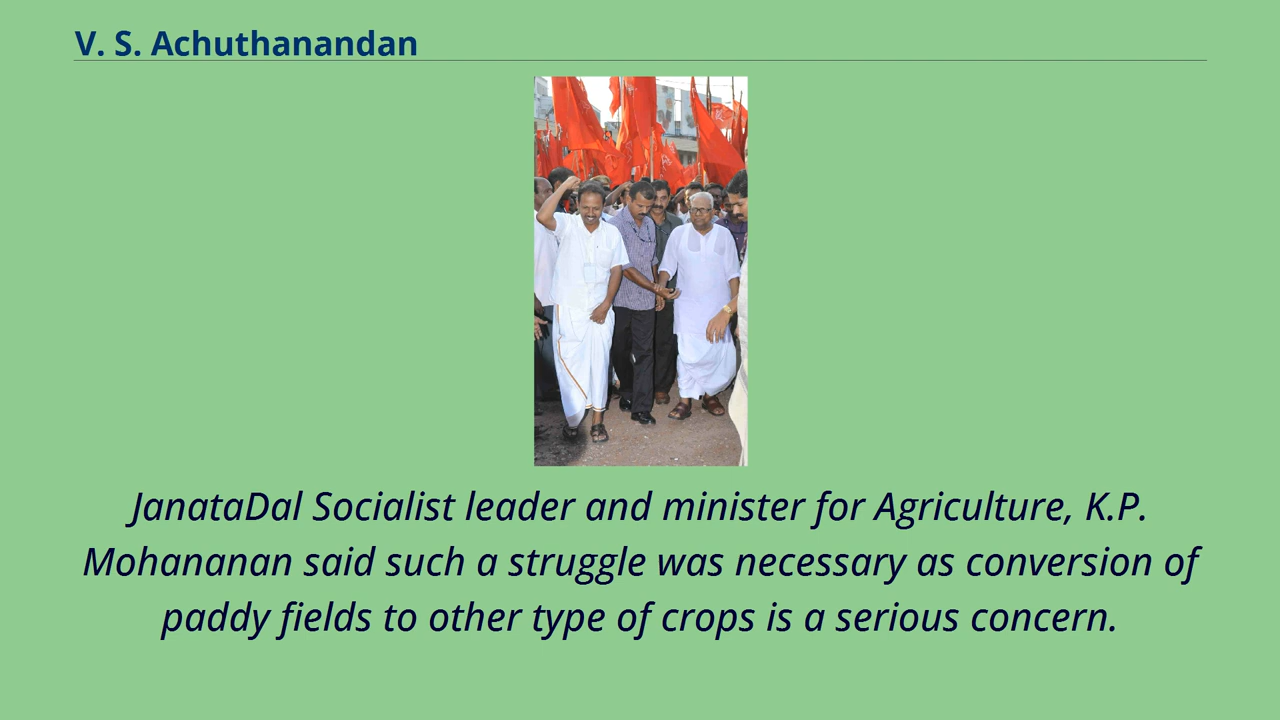 V. S. Achuthanandan
JanataDal Socialist leader and minister for Agriculture, K.P.
Mohananan said such a struggle was necessary as conversion of
paddy fields to other type of crops is a serious concern.